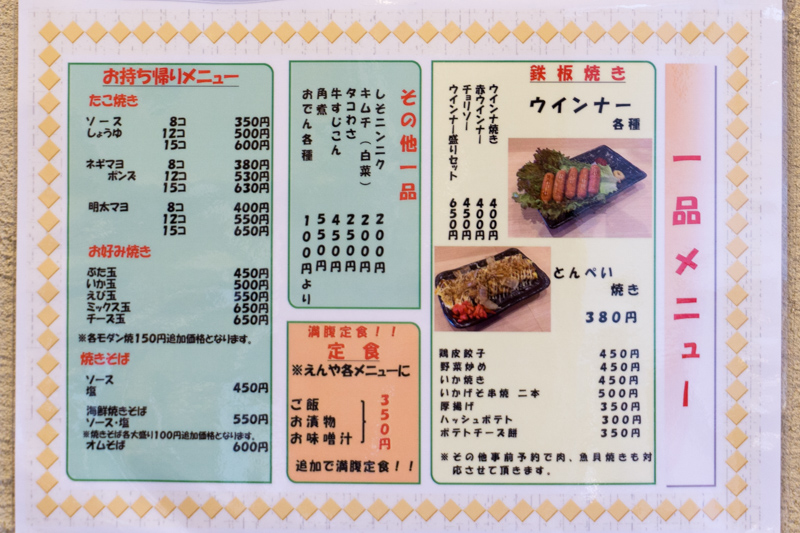 一品メニュー
鉄板焼き
ウインナー
各種
ウインナ焼き 400円
赤ウインナー 400円
チョリソー 450円
ウインナー盛りセット 650円
とんぺい
焼き
380円
鶏皮餃子 450円
野菜炒め 450円
いか焼き 450円
いかげそ串焼 二本 500円
厚揚げ 350円
ハッシュポテト 300円
ポテトチーズ餅 350円
※その他事前予約で肉、魚貝焼きも対
応させて頂きます。
その他一品
しそニンニク 200円
キムチ(白菜) 200円
タコわさ 250円
牛すじこん 450円
角煮 550円
おでん各種 100円より
満腹定食!!
定食
※えんや各メニューに
ご飯
お漬物
お味噌汁
350円
追加で満腹定食!!
お持ち帰りメニュー
たこ焼き
ソース 8コ 350円
しょうゆ 12コ 500円
15コ 600円
ネギマヨ 8コ 380円
ポンズ 12コ 530円
15コ 630円
明太マヨ 8コ 400円
12コ 550円
15コ 650円
お好み焼き
ぶた玉 450円
いか玉 500円
えび玉 550円
ミックス玉 650円
チーズ玉 650円
※各モダン焼150円追加価格となります。
焼きそば
ソース
塩 450円
海鮮焼きそば
ソース・塩 550円
※焼きそば各大盛り100円追加価格となります。
オムそば 600円